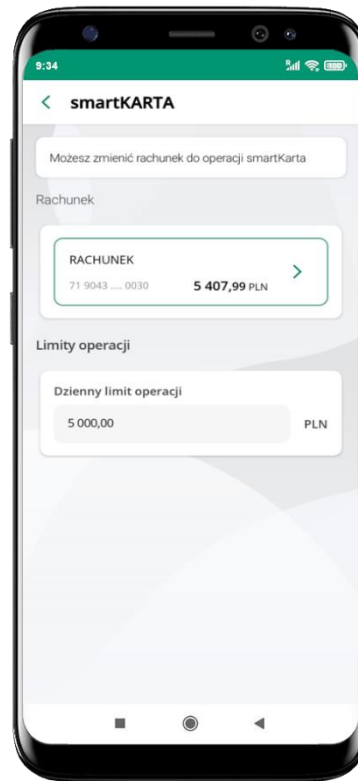 9:34
smartKARTA
Możesz zmienić rachunek do operacji smartKarta
Rachunek
RACHUNEK
71 9043 .... 0030 5 407,99 PLN
Limity operacji
Dzienny limit operacji
5 000,00 PLN